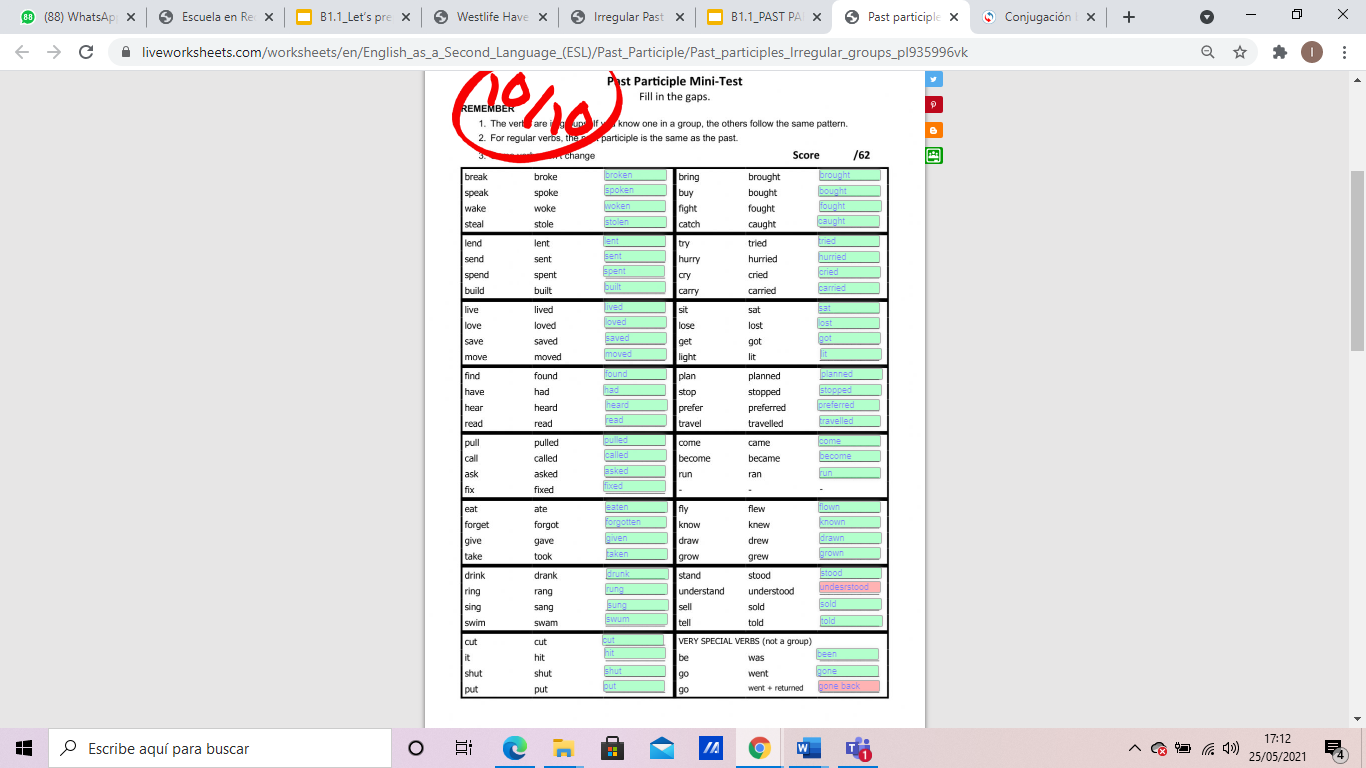 (88) WhatsAp
Escuela en Re
B1.1_Let's pre
Westlife Have
Irregular Past
B1.1_PAST PA
Past participle
Conjugación
liveworksheets.com/worksheets/en/English_as_a_Second_Language_(ESL)/Past_Participle/Past_participles_Irregular_groups_pl935996vk
I
Past Participle Mini-Test
10/10
Fill in the gaps.
REMEMBER
1. The verbs are in groups. If you know one in a group, the others follow the same pattern.
2. For regular verbs, the past participle is the same as the past.
3. change
Score /62
break broke broken bring brought brought
speak spoke spoken buy bought bought
wake woke woken fight fought fought
steal stole stolen catch caught caught
lend lent lent try tried tried
send sent sent hurry hurried hurried
spend spent spent cry cried cried
build built built carry carried carried
live lived lived sit sat sat
love loved loved lose lost lost
save saved saved get got got
move moved moved light lit lit
find found found plan planned planned
have had had stop stopped stopped
hear heard heard prefer preferred preferred
read read read travel travelled travelled
pull pulled pulled come came come
call called called become became become
ask asked asked run ran run
fix fixed fixed - - -
eat ate eaten fly flew flown
forget forgot forgotten know knew known
give gave given draw drew drawn
take took taken grow grew grown
drink drank drunk stand stood stood
ring rang rung understand understood undesrstood
sing sang sung sell sold sold
swim swam swum tell told told
cut cut cut VERY SPECIAL VERBS (not a group)
it hit hit be was been
shut shut shut go went gone
put put put go went + returned gone back
Escribe aquí para buscar
1
17:12
25/05/2021
4